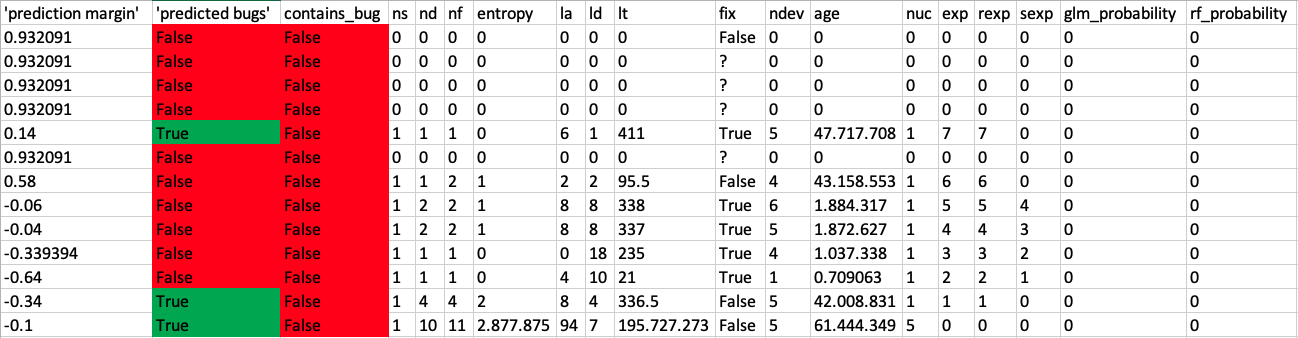 'prediction margin' 'predicted bugs' contains_bug ns nd nf entropy la ld lt fix ndev age nuc exp rexp sexp glm_probability rf_probability
0.932091 False False 0 0 0 0 0 0 0 False 0 0 0 0 0 0 0 0
0.932091 False False 0 0 0 0 0 0 0 ? 0 0 0 0 0 0 0 0
0.932091 False False 0 0 0 0 0 0 0 ? 0 0 0 0 0 0 0 0
0.932091 False False 0 0 0 0 0 0 0 ? 0 0 0 0 0 0 0 0
0.14 True False 1 1 1 0 6 1 411 True 5 47.717.708 1 7 7 0 0 0
0.932091 False False 0 0 0 0 0 0 0 ? 0 0 0 0 0 0 0 0
0.58 False False 1 1 2 1 2 2 95.5 False 4 43.158.553 1 6 6 0 0 0
-0.06 False False 1 2 2 1 8 8 338 True 6 1.884.317 1 5 5 4 0 0
-0.04 False False 1 2 2 1 8 8 337 True 5 1.872.627 1 4 4 3 0 0
-0.339394 False False 1 1 1 0 0 18 235 True 4 1.037.338 1 3 3 2 0 0
-0.64 False False 1 1 1 0 4 10 21 True 1 0.709063 1 2 2 1 0 0
-0.34 True False 1 4 4 2 8 4 336.5 False 5 42.008.831 1 1 1 0 0 0
-0.1 True False 1 10 11 2.877.875 94 7 195.727.273 False 5 61.444.349 5 0 0 0 0 0